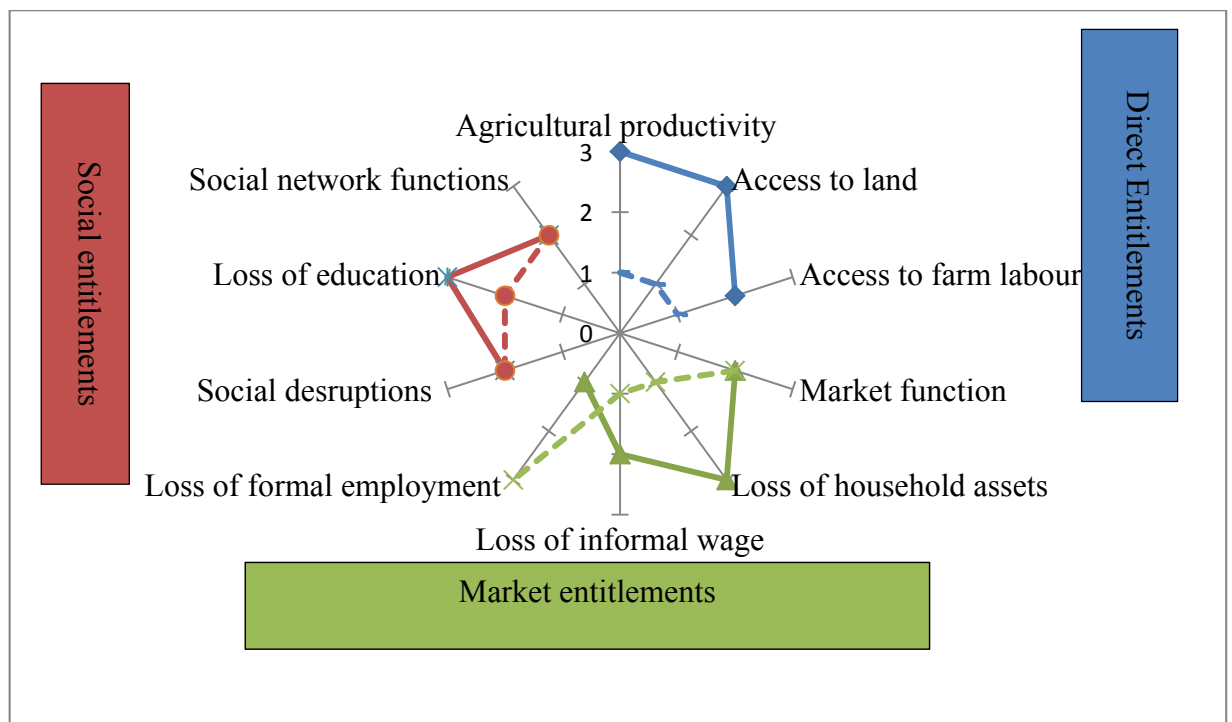 Agricultural productivity
Social network functions
Access to land
Loss of education
Access to farm labour
Social desruptions
Market function
Loss of formal employment
Loss of household assets
Loss of informal wage
3
2
1
0
Social entitlements
Direct Entitlements
Market entitlements